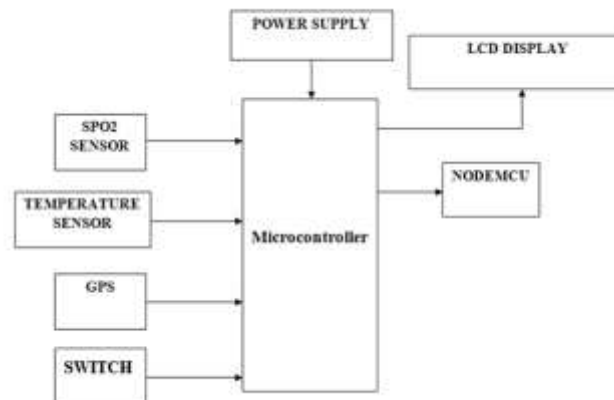 POWER SUPPLY
LCD DISPLAY
SPO2
SENSOR
NODEMCU
TEMPERATURE
SENSOR
Microcontroller
GPS
SWITCH